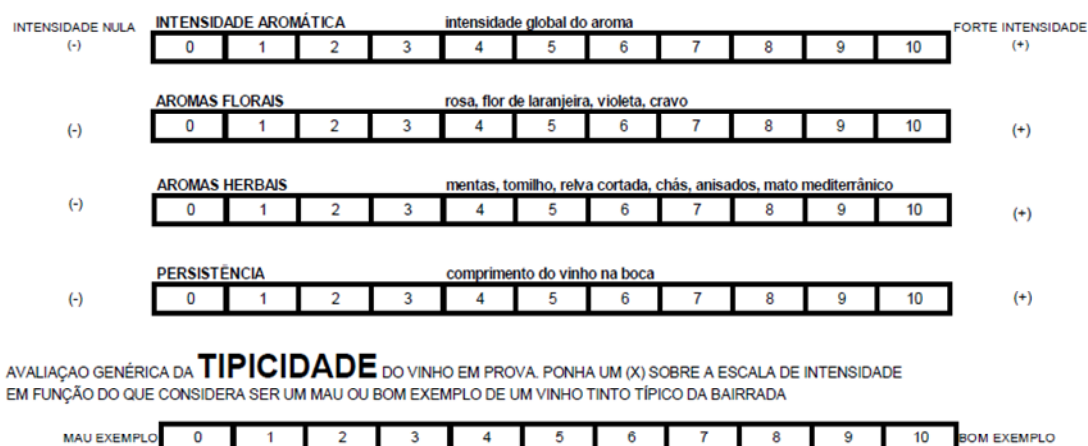 INTENSIDADE NULA INTENSIDADE AROMÁTICA intensidade global do aroma FORTE INTENSIDADE
(-) 0 1 2 3 4 5 6 7 8 9 10 (+)
AROMAS FLORAIS rosa, flor de laranjeira, violeta, cravo
(-) 0 1 2 3 4 5 6 7 8 9 10 (+)
AROMAS HERBAIS mentas, tomilho, relva cortada, chás, anisados, mato mediterrânico
(-) 0 1 2 3 4 5 6 7 8 9 10 (+)
PERSISTÊNCIA comprimento do vinho na boca
(-) 0 1 2 3 4 5 6 7 8 9 10 (+)
AVALIAÇAO GENÉRICA DA TIPICIDADE DO VINHO EM PROVA. PONHA UM (X) SOBRE A ESCALA DE INTENSIDADE
EM FUNÇÃO DO QUE CONSIDERA SER UM MAU OU BOM EXEMPLO DE UM VINHO TINTO TÍPICO DA BAIRRADA
MAU EXEMPLO 0 1 2 3 4 5 6 7 8 9 10 BOM EXEMPLO